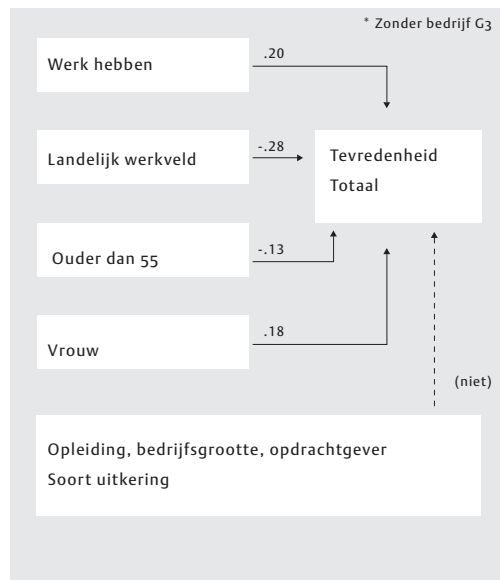 * Zonder bedrijf G3
Werk hebben
.20
Landelijk werkveld
-.28
Tevredenheid
Totaal
Ouder dan 55
-.13
Vrouw
.18
(niet)
Opleiding, bedrijfsgrootte, opdrachtgever
Soort uitkering